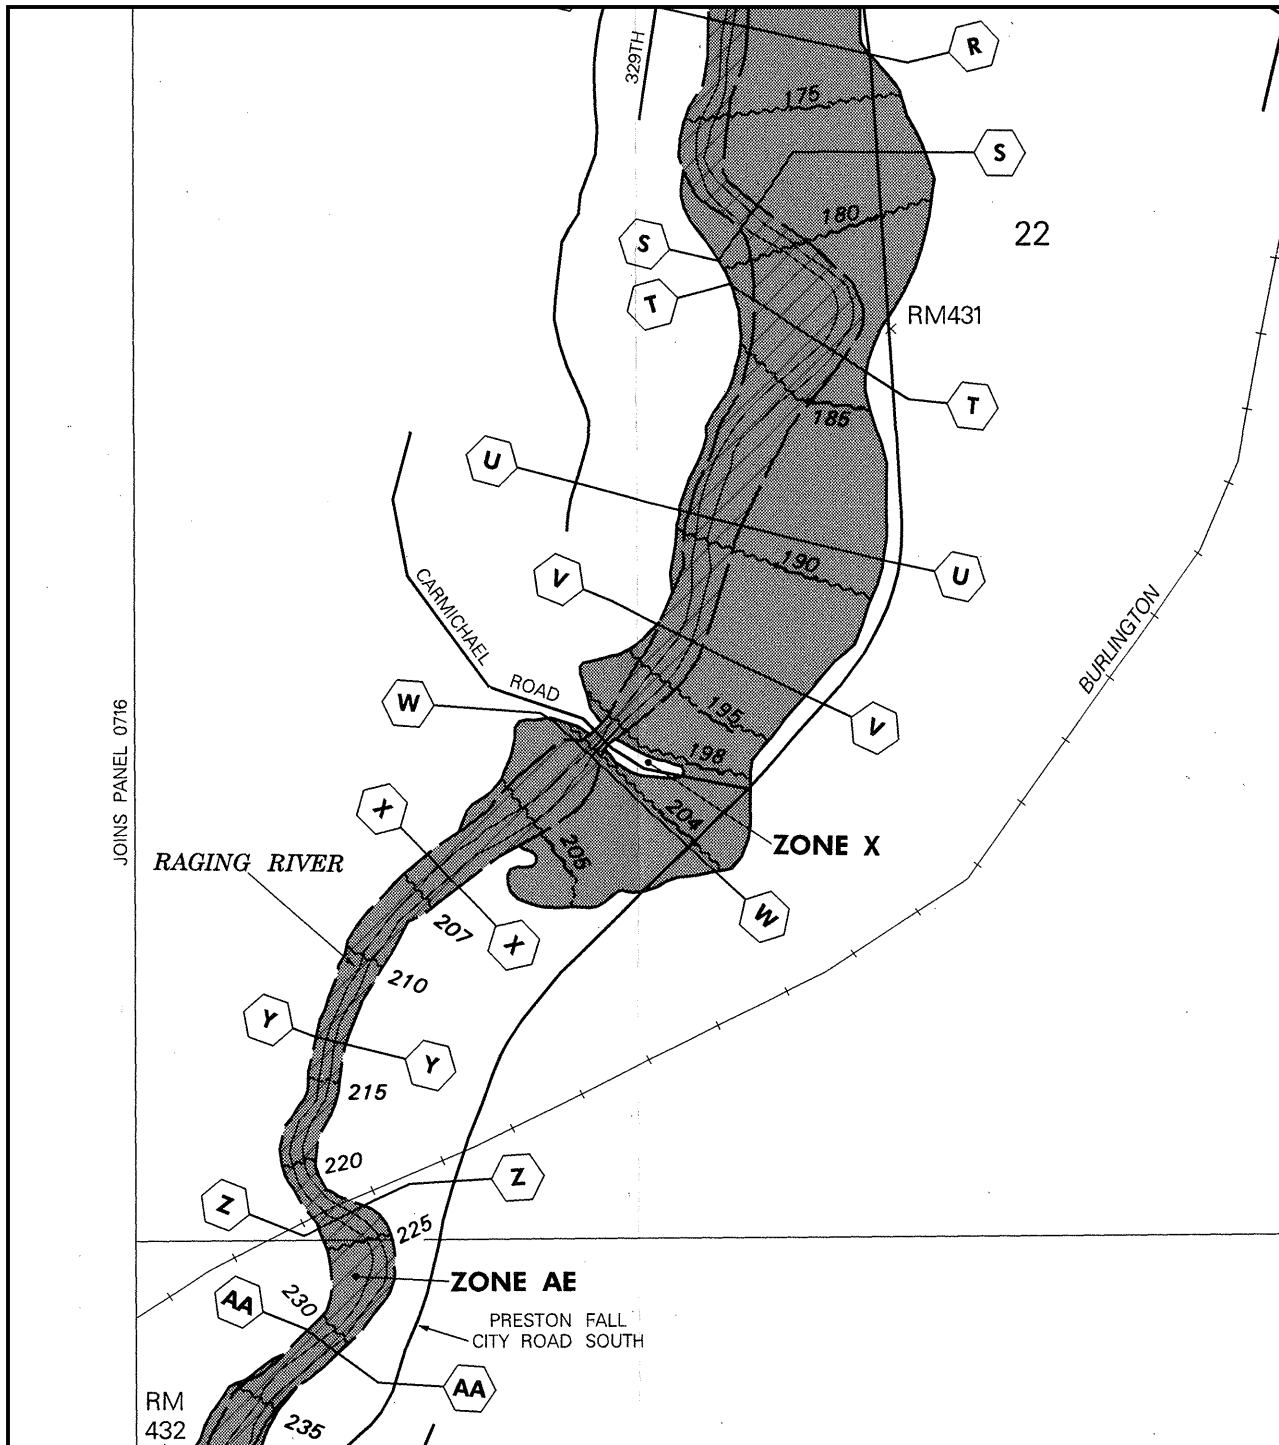 R
329TH
175
S
180
22
S
T
RM431
T
185
U
190
U
V
CARMICHAEL
BURLINGTON
ROAD
W
195
V
198
JOINS PANEL 0716
X
204
ZONE X
205
RAGING RIVER
W
207
X
210
Y
Y
215
220
Z
Z
225
ZONE AE
230
AA
PRESTON FALL
CITY ROAD SOUTH
AA
RM
432
235